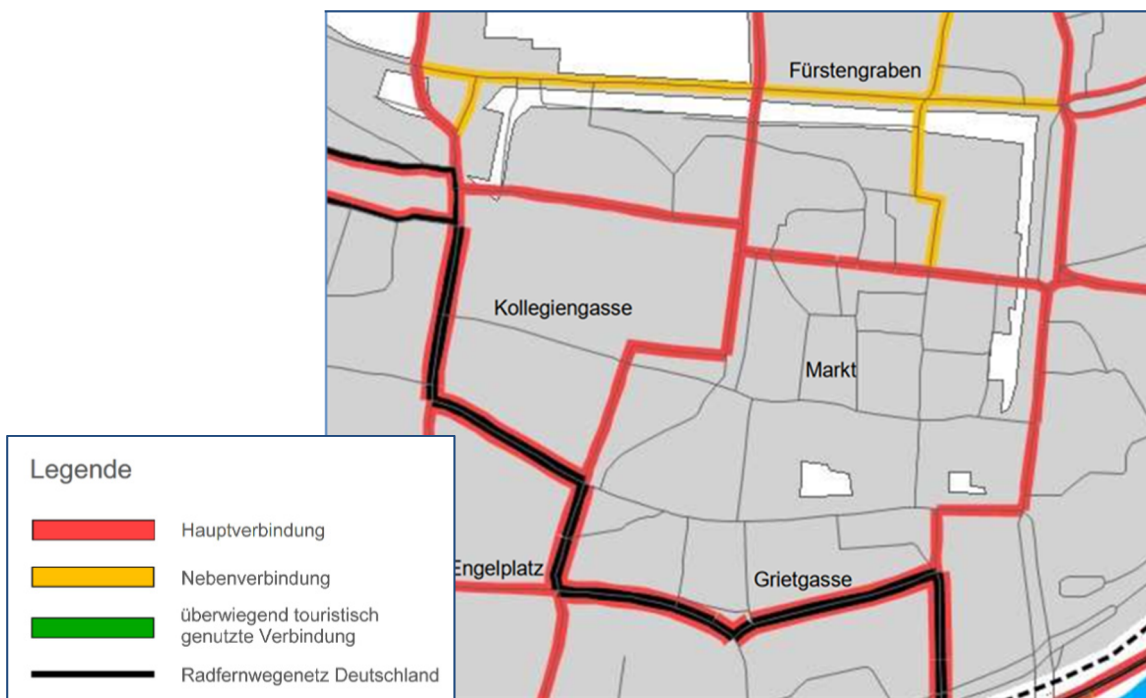 Fürstengraben
Kollegiengasse
Markt
Engelplatz
Grietgasse
Legende
Hauptverbindung
Nebenverbindung
überwiegend touristisch
genutzte Verbindung
Radfernwegenetz Deutschland